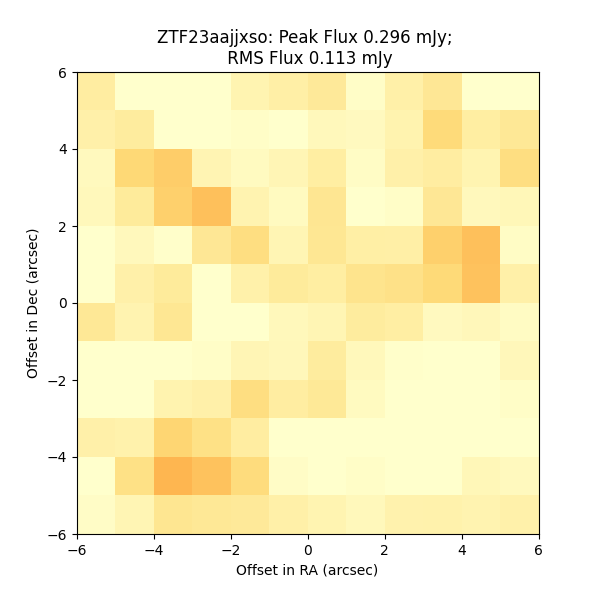 ZTF23aajjxso: Peak Flux 0.296 mJy;
RMS Flux 0.113 mJy
6
4
2
0
−2
−4
−6
Offset in Dec (arcsec)
−6 −4 −2 0 2 4 6
Offset in RA (arcsec)